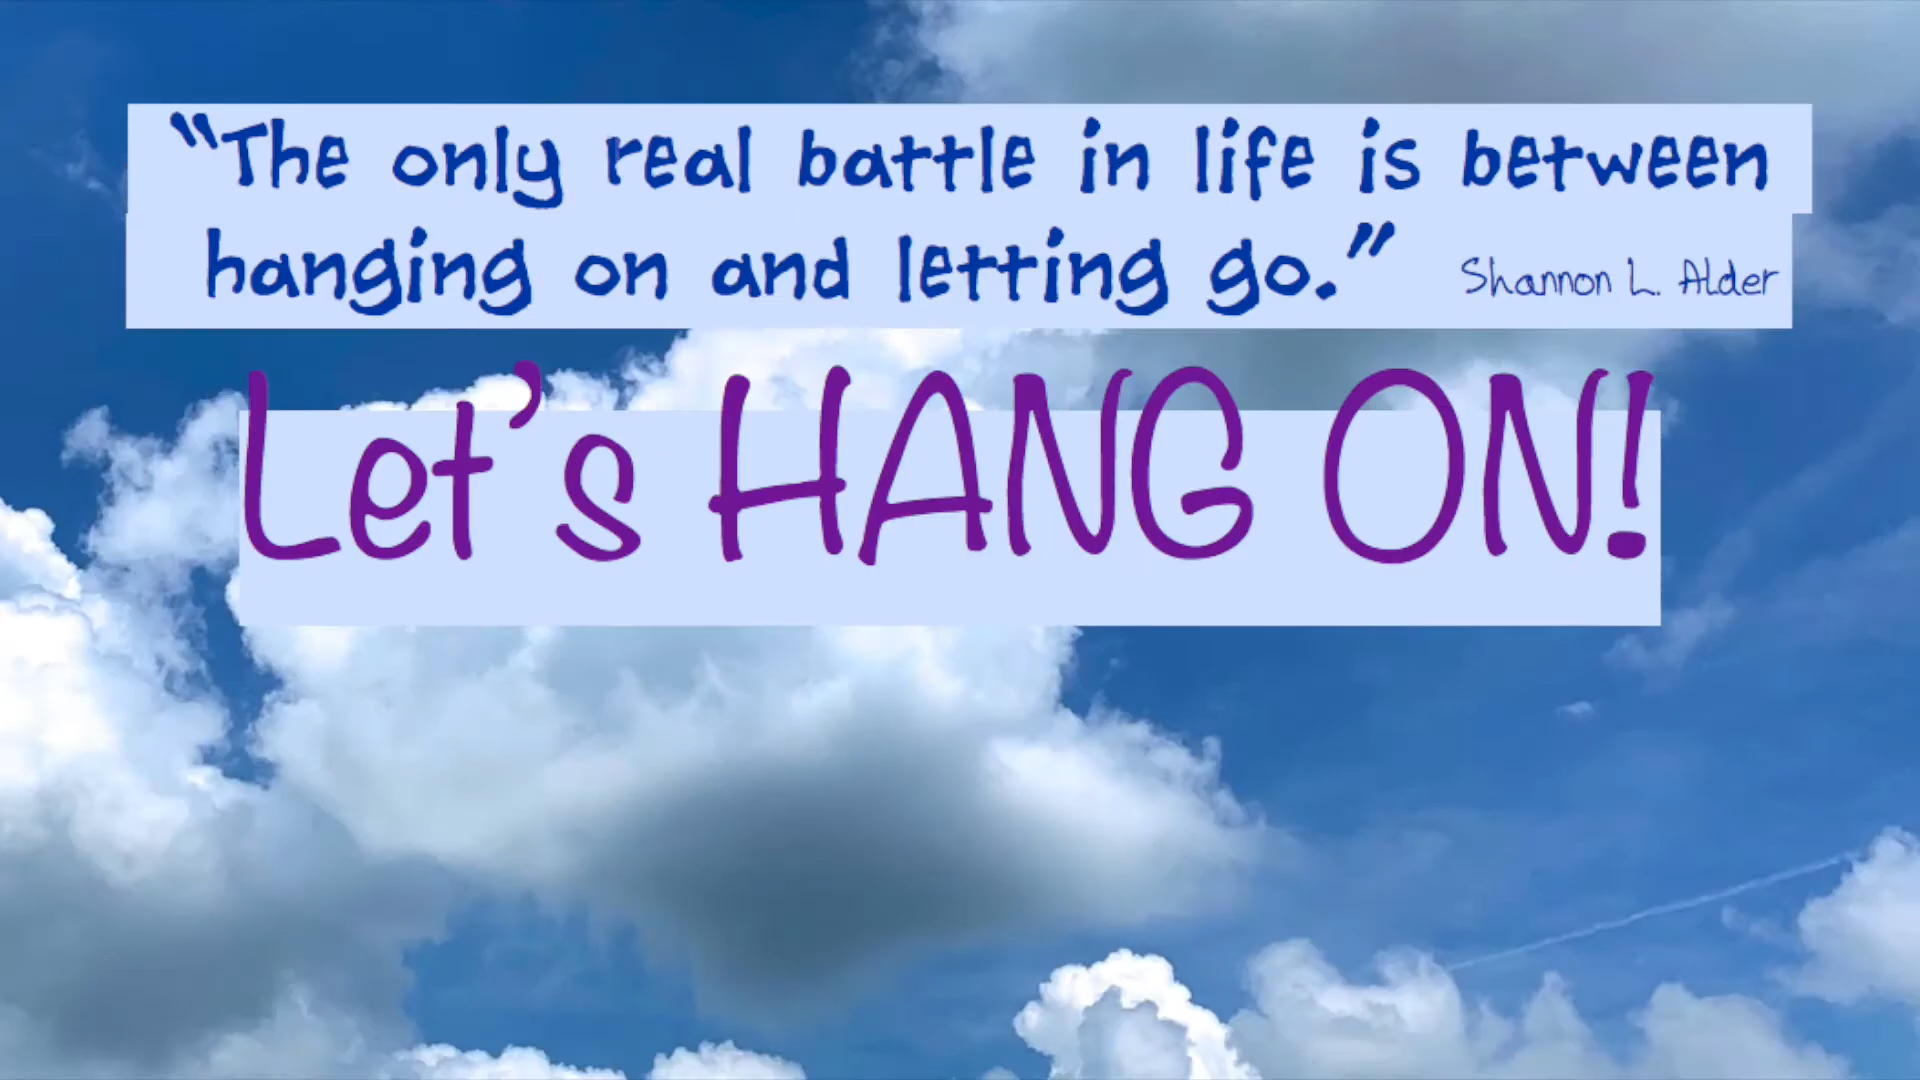 “The only real battle in life is between
hanging on and letting go.” Shannon L. Alder
Let's HANG ON!